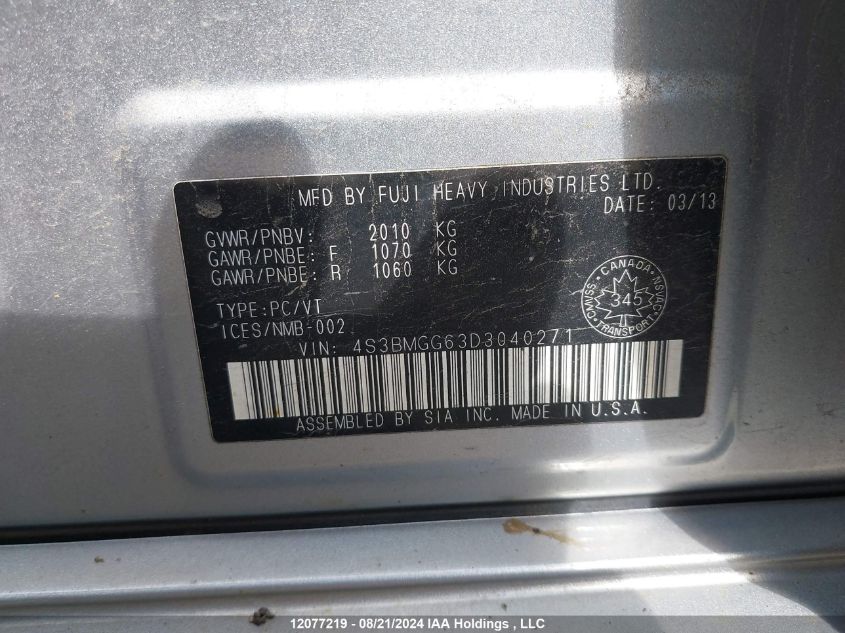 MFD BY FUJI HEAVY INDUSTRIES LTD.
DATE: 03/13
GVWR/PNBV: 2010 KG
GAWR/PNBE: F 1070 KG
GAWR/PNBE: R 1060 KG
TYPE:PC/VT
ICES/NMB-002
CANADA
CMVSS
NSVAC
345
TRANSPORT
VIN: 4S3BMGG63D3040271
ASSEMBLED BY SIA INC. MADE IN U.S.A.
12077219 - 08/21/2024 IAA Holdings , LLC